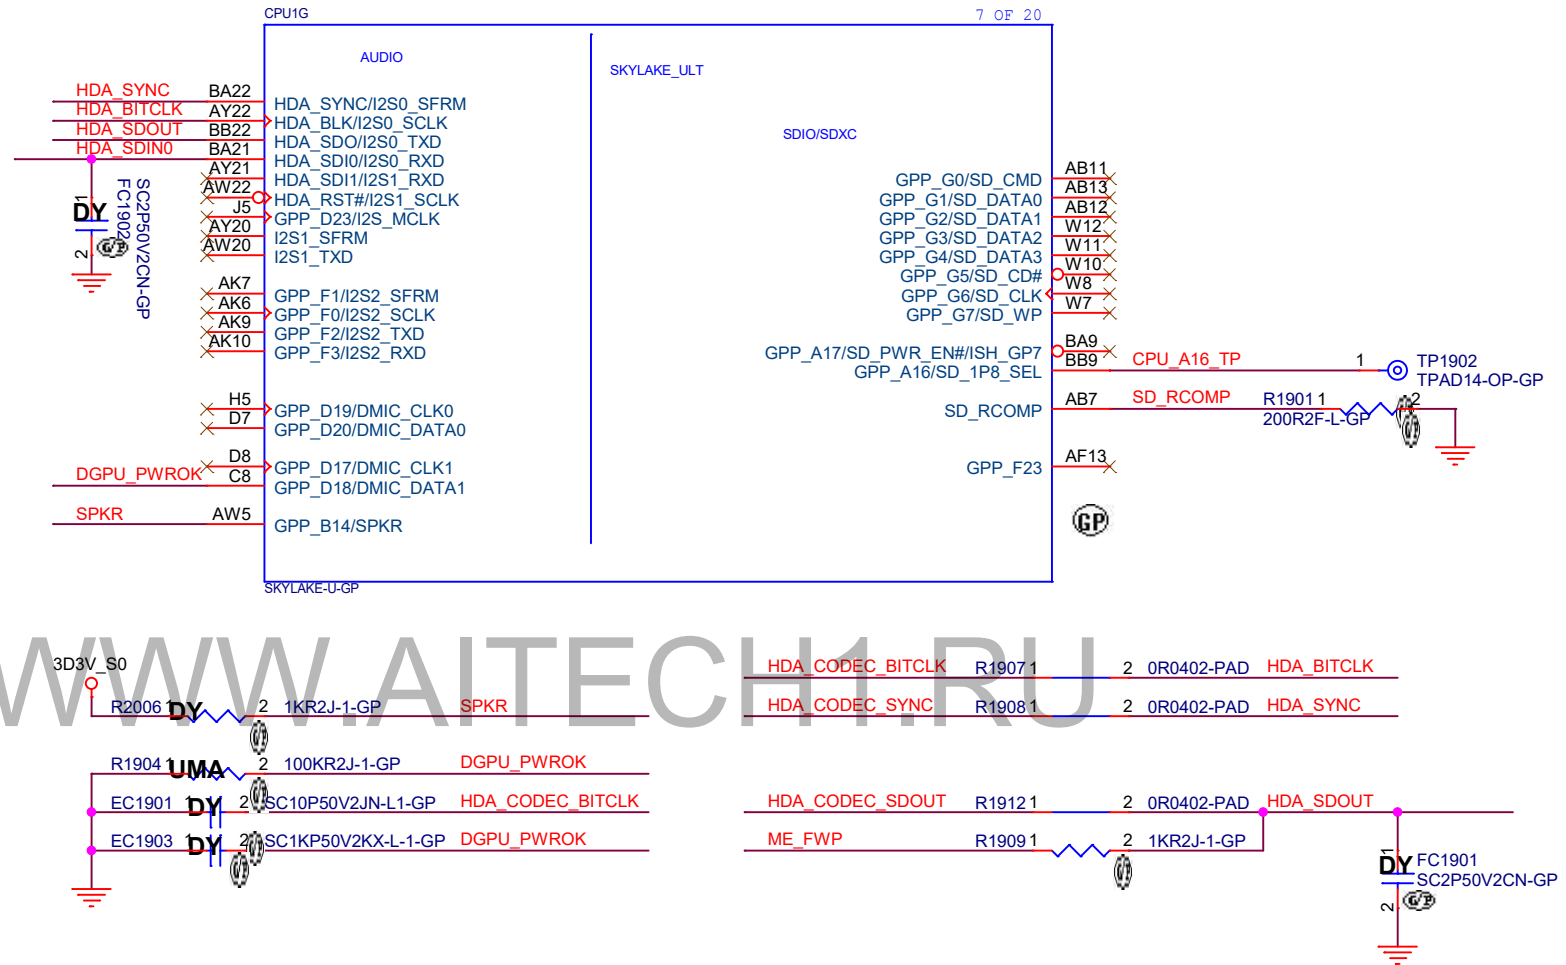 CPU1G
7 OF 20
AUDIO
SKYLAKE_ULT
SDIO/SDXC
HDA_SYNC BA22 HDA_SYNC/I2S0_SFRM
HDA_BITCLK AY22 HDA_BLK/I2S0_SCLK
HDA_SDOUT BB22 HDA_SDO/I2S0_TXD
HDA_SDIN0 BA21 HDA_SDI0/I2S0_RXD
AY21 HDA_SDI1/I2S1_RXD
AW22 HDA_RST#/I2S1_SCLK
J5 GPP_D23/I2S_MCLK
AY20 I2S1_SFRM
AW20 I2S1_TXD
AK7 GPP_F1/I2S2_SFRM
AK6 GPP_F0/I2S2_SCLK
AK9 GPP_F2/I2S2_TXD
AK10 GPP_F3/I2S2_RXD
H5 GPP_D19/DMIC_CLK0
D7 GPP_D20/DMIC_DATA0
D8 GPP_D17/DMIC_CLK1
DGPU_PWROK C8 GPP_D18/DMIC_DATA1
SPKR AW5 GPP_B14/SPKR
1
DY
2
G/P
FC1902
SC2P50V2CN-GP
GPP_G0/SD_CMD AB11
GPP_G1/SD_DATA0 AB13
GPP_G2/SD_DATA1 AB12
GPP_G3/SD_DATA2 W12
GPP_G4/SD_DATA3 W11
GPP_G5/SD_CD# W10
GPP_G6/SD_CLK W8
GPP_G7/SD_WP W7
GPP_A17/SD_PWR_EN#/ISH_GP7 BA9
GPP_A16/SD_1P8_SEL BB9 CPU_A16_TP 1 TP1902
TPAD14-OP-GP
SD_RCOMP AB7 SD_RCOMP R1901 1 2
200R2F-L-GP G/P
GPP_F23 AF13
GP
SKYLAKE-U-GP
WWW.AITECH1.RU
3D3V_S0
R2006 1 DY 2 1KR2J-1-GP SPKR
G/P
R1904 1 UMA 2 100KR2J-1-GP DGPU_PWROK
G/P
EC1901 1 DY 2 SC10P50V2JN-L1-GP HDA_CODEC_BITCLK
G/P
EC1903 1 DY 2 SC1KP50V2KX-L-1-GP DGPU_PWROK
G/P
HDA_CODEC_BITCLK R1907 1 2 0R0402-PAD HDA_BITCLK
HDA_CODEC_SYNC R1908 1 2 0R0402-PAD HDA_SYNC
HDA_CODEC_SDOUT R1912 1 2 0R0402-PAD HDA_SDOUT
ME_FWP R1909 1 2 1KR2J-1-GP
G/P
1
DY FC1901
SC2P50V2CN-GP
2 G/P